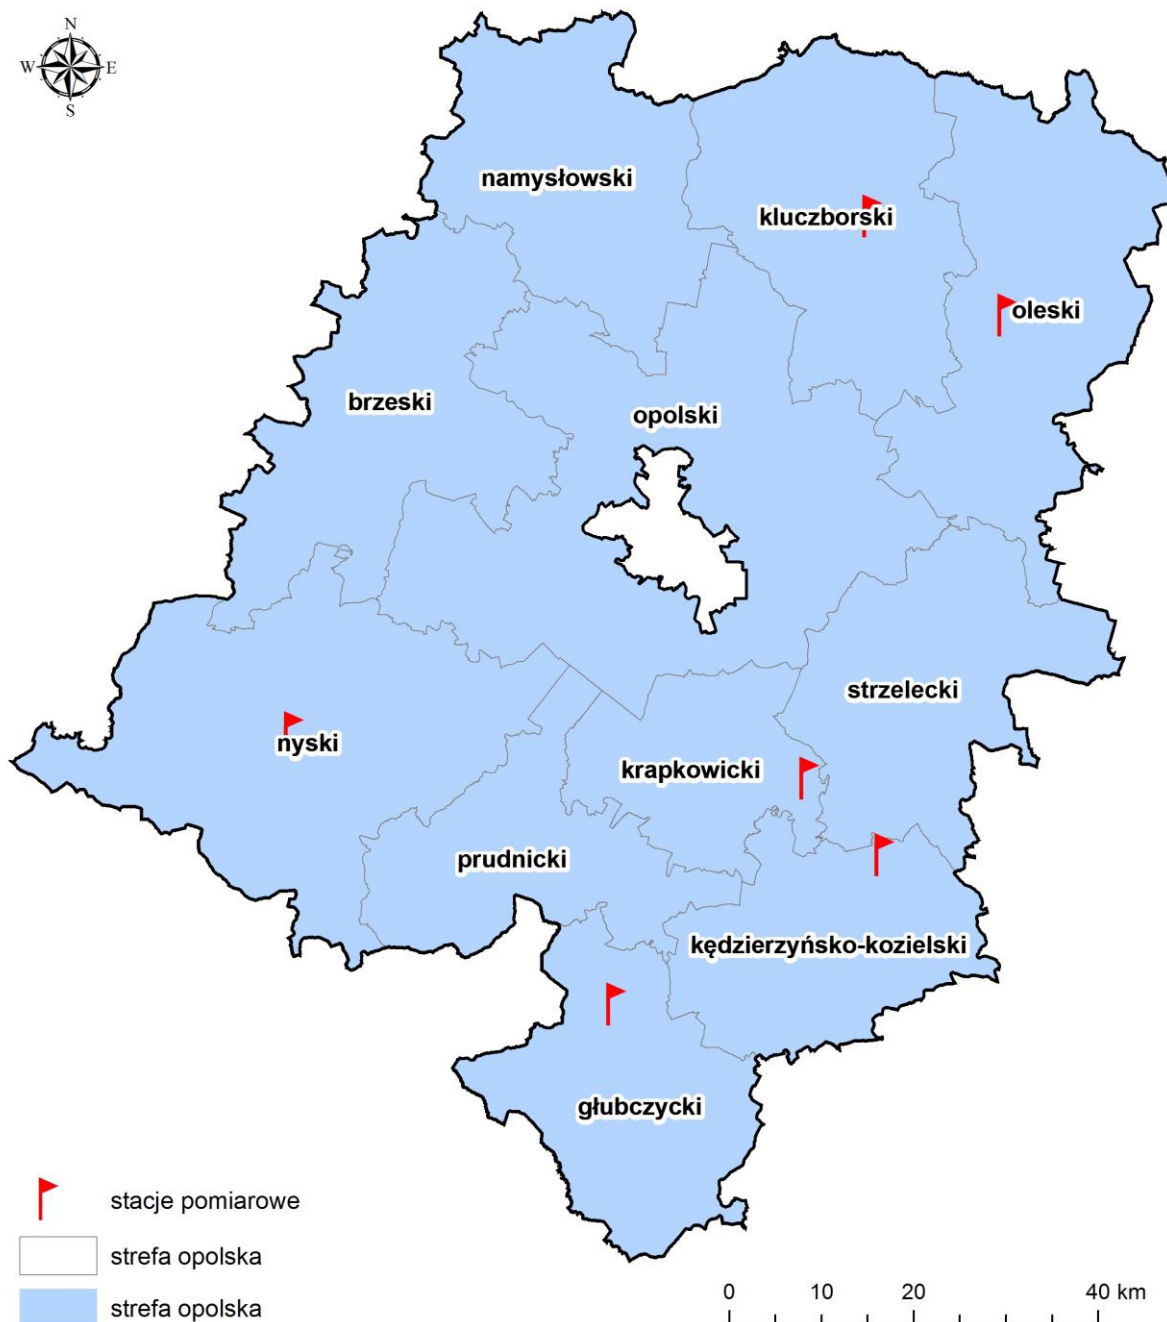 N
W E
S
namysłowski
kluczborski
oleski
brzeski
opolski
strzelecki
nyski
krapkowicki
prudnicki
kędzierzyńsko-kozielski
głubczycki
stacje pomiarowe
strefa opolska
strefa opolska
0 10 20 40 km